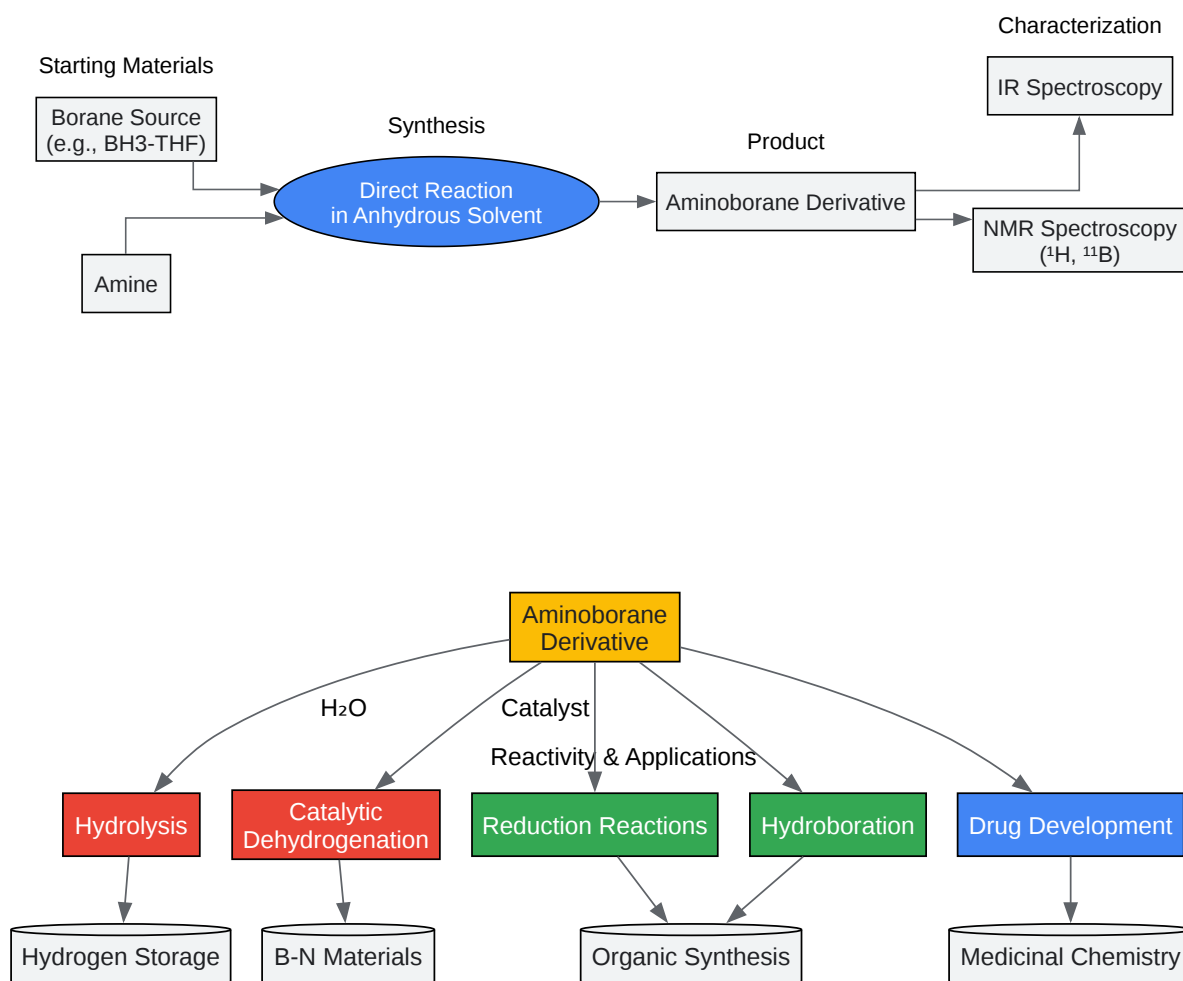 Characterization
Starting Materials
IR Spectroscopy
Borane Source
(e.g., BH3-THF)
Synthesis
Product
Direct Reaction
in Anhydrous Solvent
Aminoborane Derivative
NMR Spectroscopy
(¹H, ¹¹B)
Amine
Aminoborane
Derivative
H₂O
Catalyst
Reactivity & Applications
Hydrolysis
Catalytic
Dehydrogenation
Reduction Reactions
Hydroboration
Drug Development
Hydrogen Storage
B-N Materials
Organic Synthesis
Medicinal Chemistry